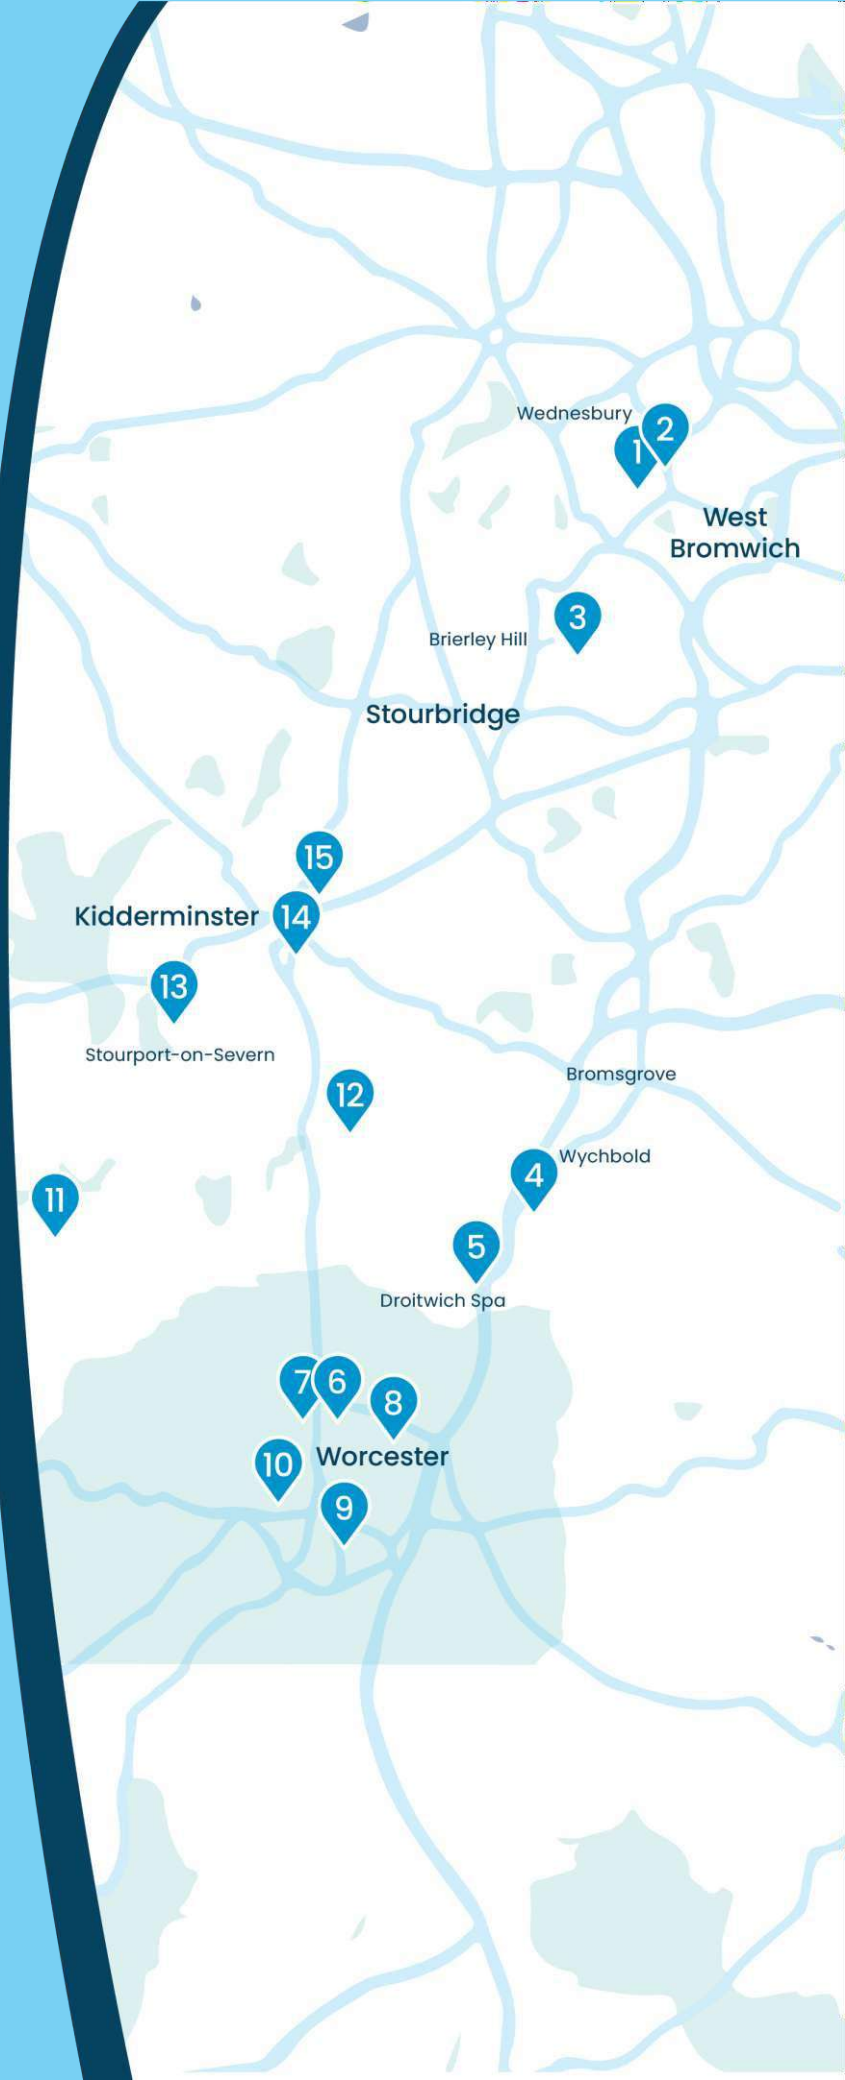 Wednesbury
2
1
West
Bromwich
3
Brierley Hill
Stourbridge
15
Kidderminster
14
13
Stourport-on-Severn
Bromsgrove
12
Wychbold
4
11
5
Droitwich Spa
7
6
8
Worcester
10
9